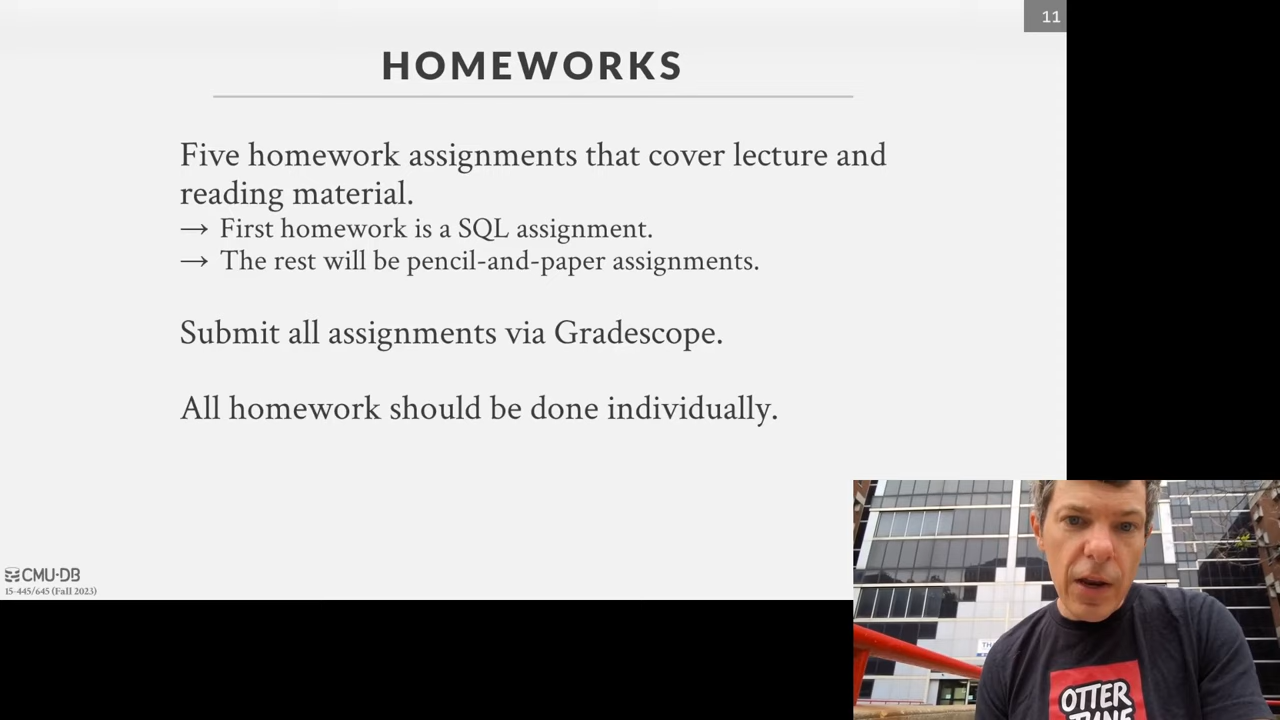 11
HOMEWORKS
Five homework assignments that cover lecture and
reading material.
→ First homework is a SQL assignment.
→ The rest will be pencil-and-paper assignments.
Submit all assignments via Gradescope.
All homework should be done individually.
CMU·DB
15-445/645 (Fall 2023)
OTTER
TUNE